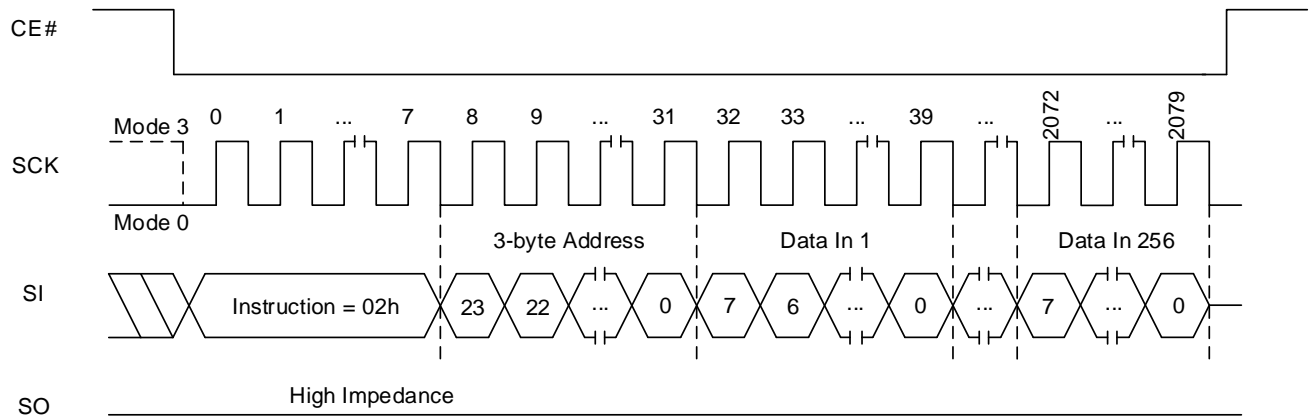 CE#
0 1 ... 7 8 9 ... 31 32 33 ... 39 ... 2072 ... 2079
Mode 3
SCK
Mode 0
3-byte Address Data In 1 Data In 256
SI Instruction = 02h 23 22 ... 0 7 6 ... 0 ... 7 ... 0
High Impedance
SO